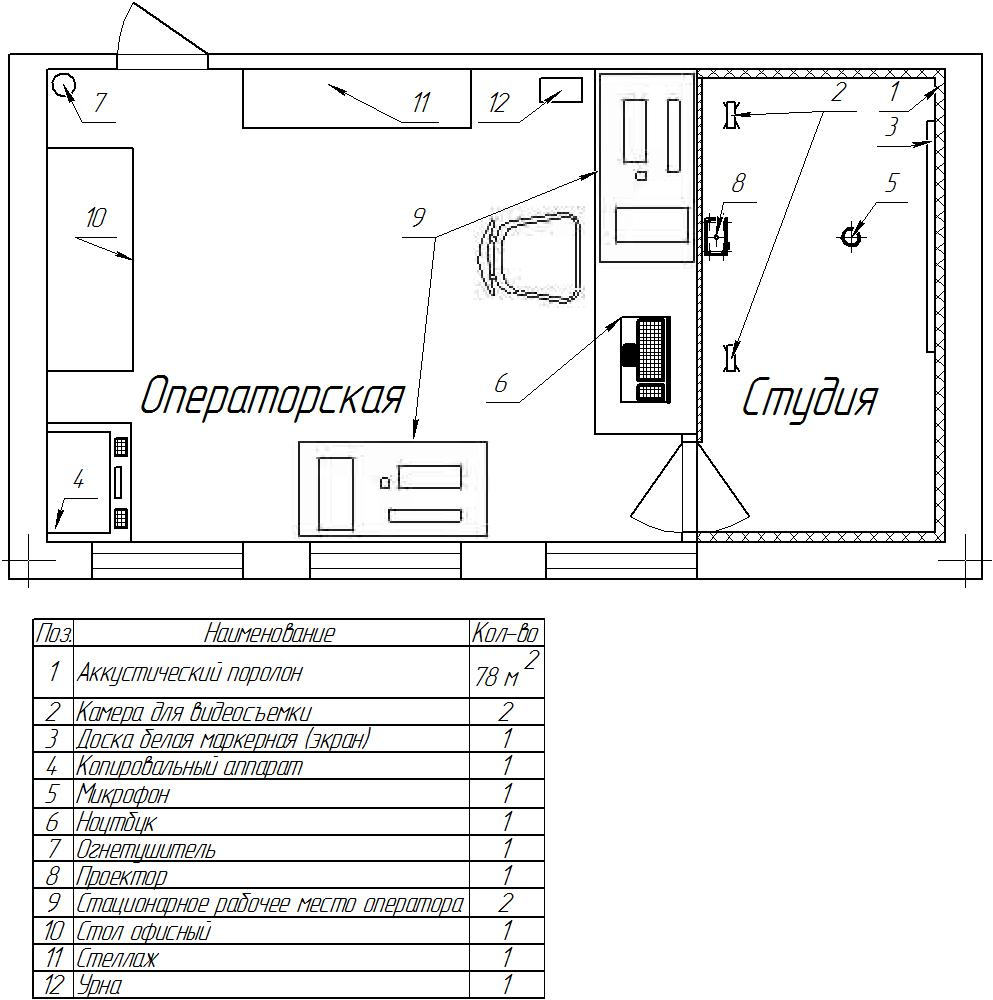 7
11
12
2
1
3
10
9
8
5
6
Операторская
Студия
4
Поз. Наименование Кол-во
1 Аккустический поролон 78 м²
2 Камера для видеосъемки 2
3 Доска белая маркерная (экран) 1
4 Копировальный аппарат 1
5 Микрофон 1
6 Ноутбук 1
7 Огнетушитель 1
8 Проектор 1
9 Стационарное рабочее место оператора 2
10 Стол офисный 1
11 Стеллаж 1
12 Урна 1